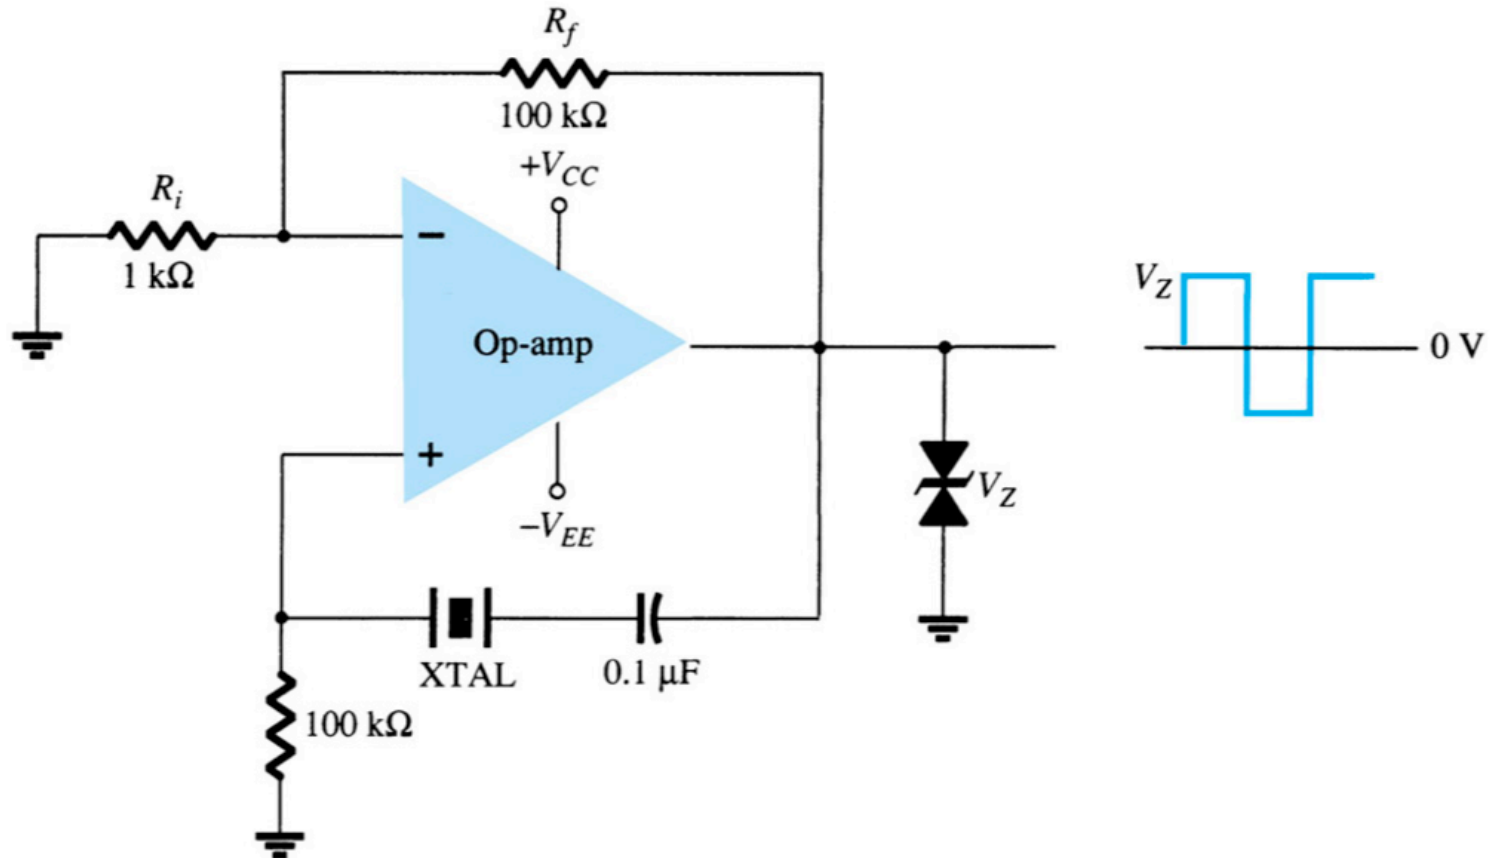 R_f
100 kΩ
+V_CC
R_i
1 kΩ
−
Op-amp
V_Z
0 V
+
−V_EE
V_Z
XTAL
0.1 μF
100 kΩ